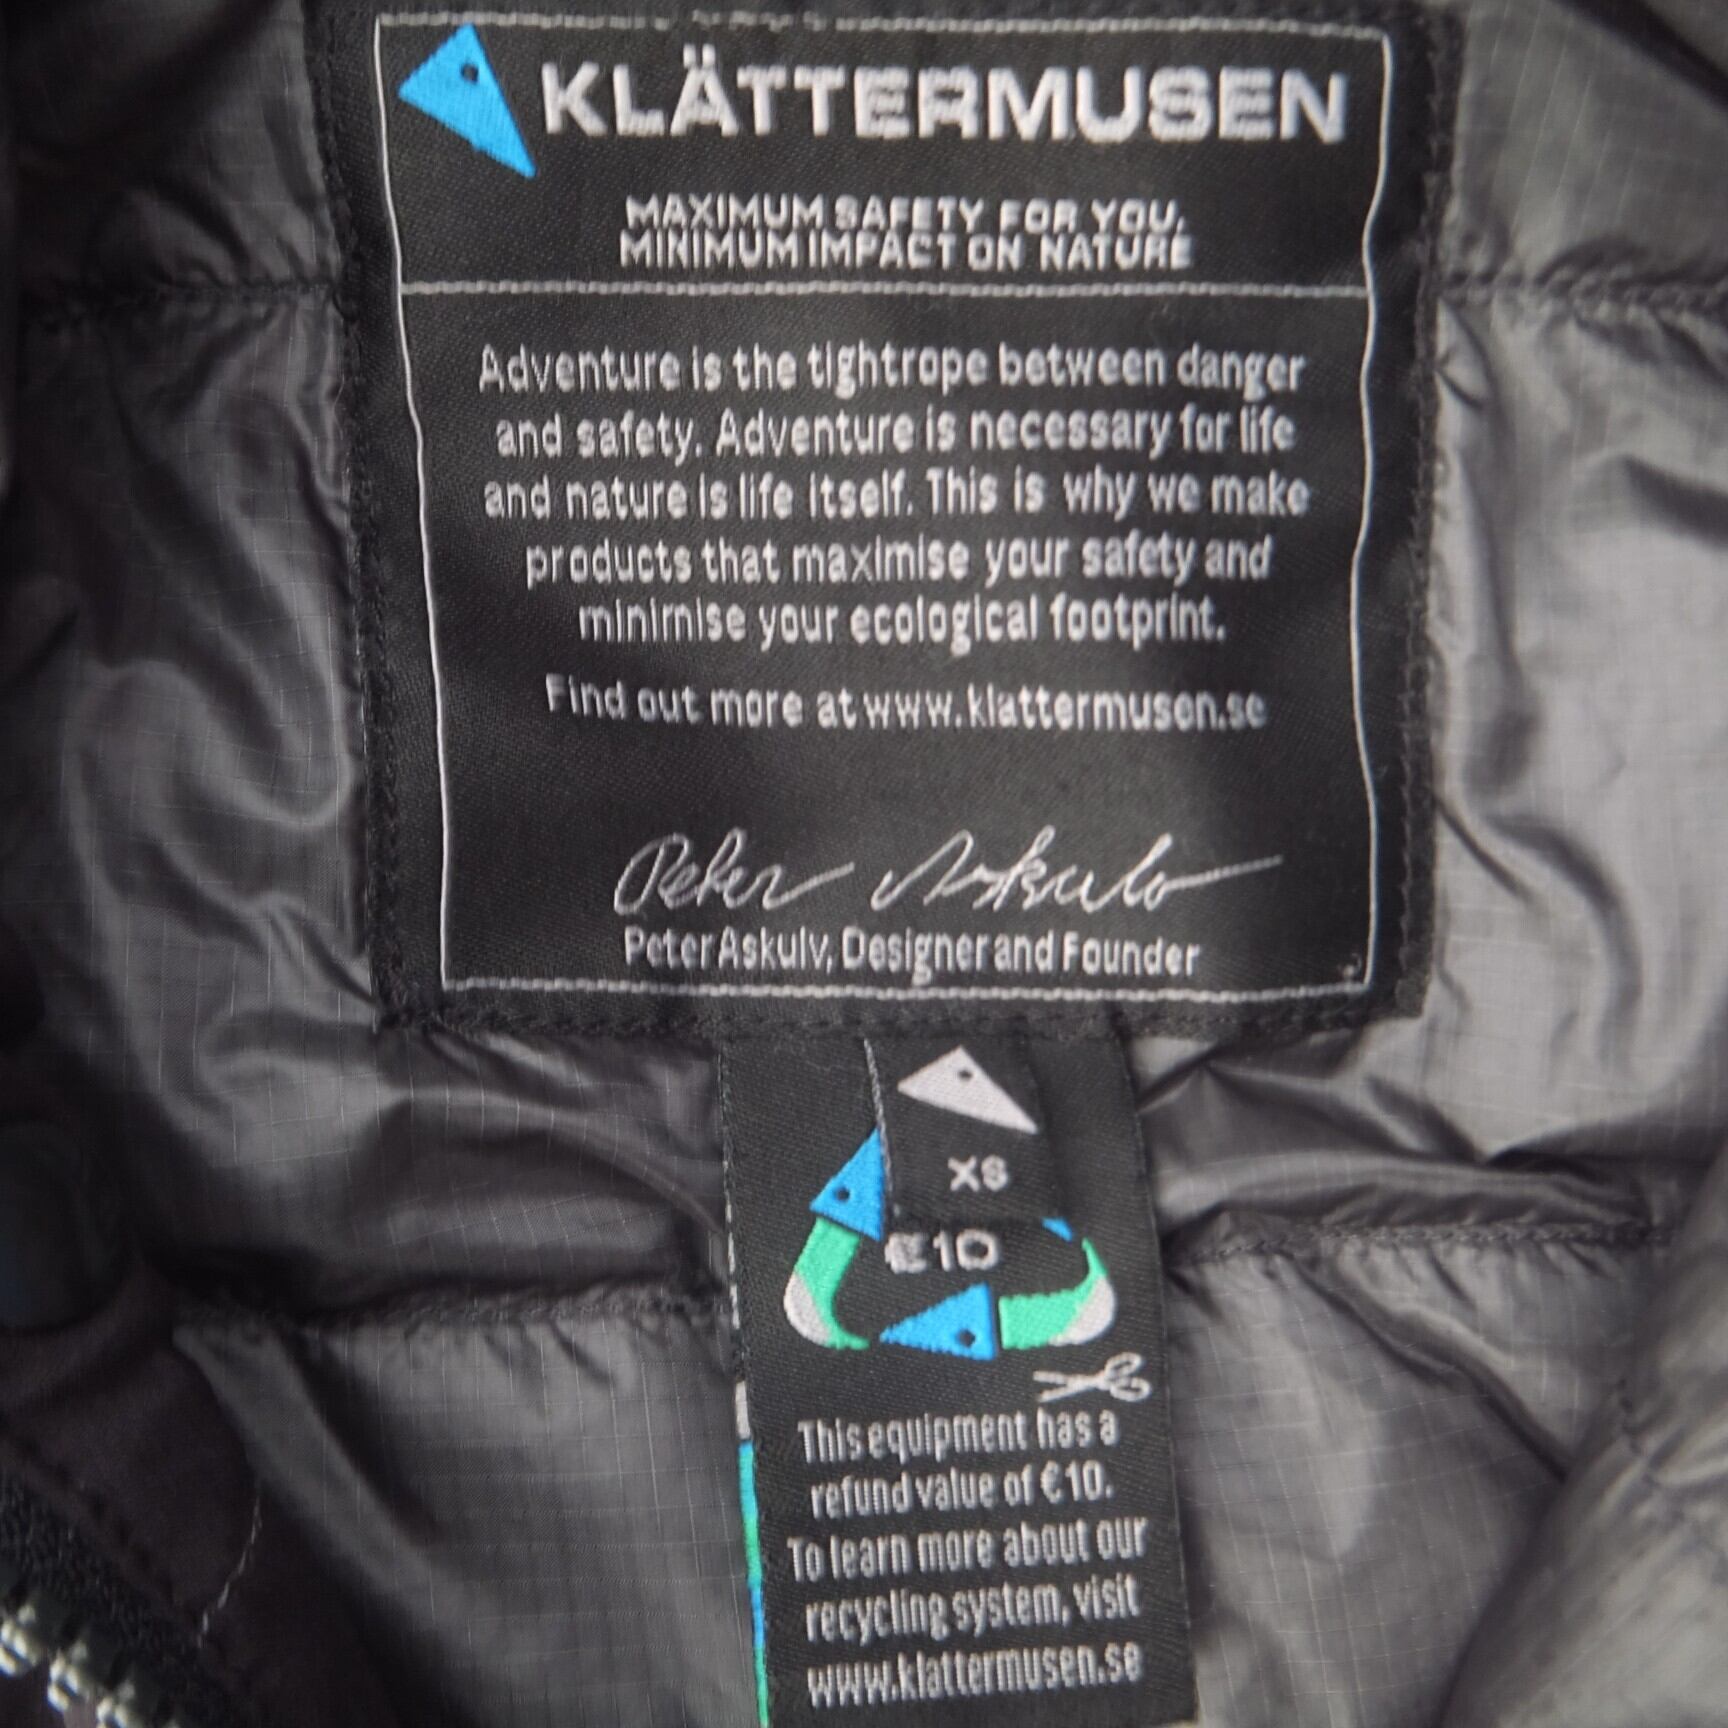 KLÄTTERMUSEN
MAXIMUM SAFETY FOR YOU,
MINIMUM IMPACT ON NATURE
Adventure is the tightrope between danger
and safety. Adventure is necessary for life
and nature is life itself. This is why we make
products that maximise your safety and
minimise your ecological footprint.
Find out more at www.klattermusen.se
Peter Askulv
Peter Askulv, Designer and Founder
XS
€10
This equipment has a
refund value of €10.
To learn more about our
recycling system, visit
www.klattermusen.se